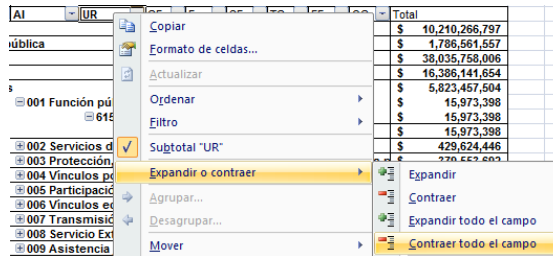 AI UR Total
Copiar $ 10,210,266,797
ública $ 1,786,561,557
Formato de celdas... $ 38,035,758,006
Actualizar $ 16,386,141,654
$ 5,823,457,504
001 Función pú Ordenar $ 15,973,398
615 Filtro $ 15,973,398
$ 15,973,398
002 Servicios d Subtotal "UR" $ 429,624,446
003 Protección,
004 Vínculos po Expandir o contraer Expandir
005 Participació Agrupar... Contraer
006 Vínculos ec
007 Transmisió Desagrupar... Expandir todo el campo
008 Servicio Ext
009 Asistencia Mover Contraer todo el campo